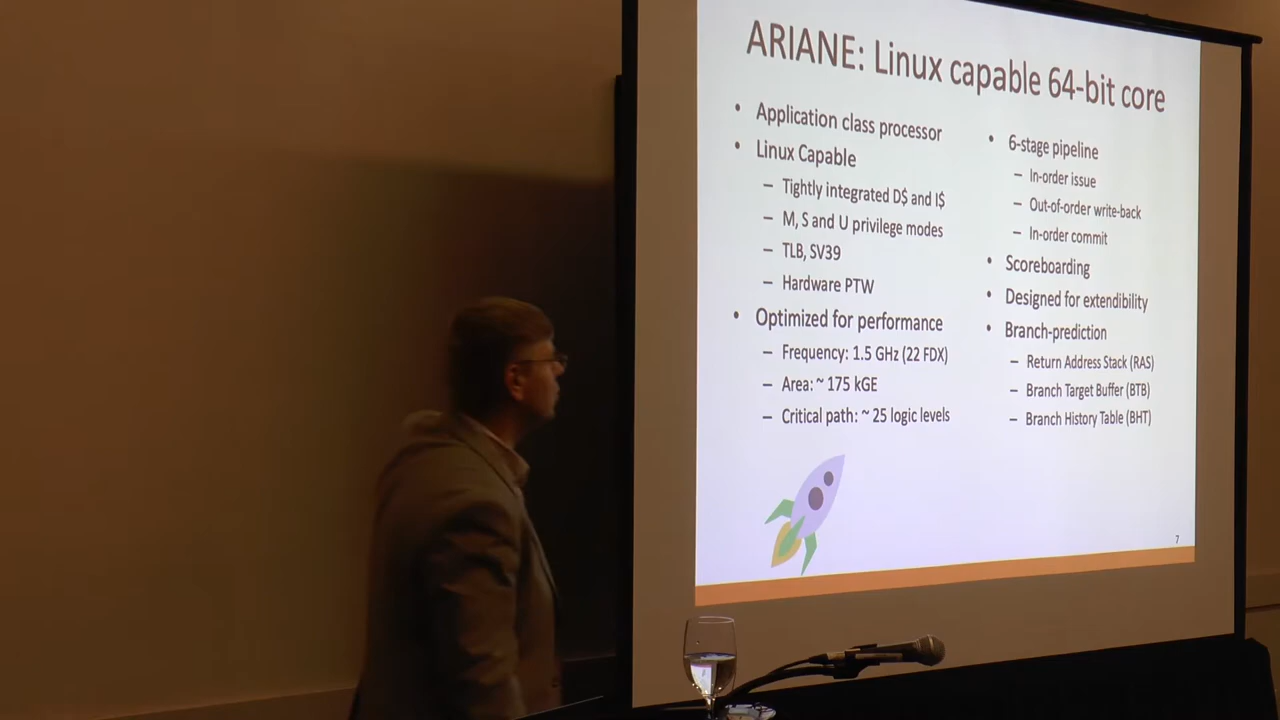 ARIANE: Linux capable 64-bit core
• Application class processor
• Linux Capable
– Tightly integrated D$ and I$
– M, S and U privilege modes
– TLB, SV39
– Hardware PTW
• Optimized for performance
– Frequency: 1.5 GHz (22 FDX)
– Area: ~ 175 kGE
– Critical path: ~ 25 logic levels
• 6-stage pipeline
– In-order issue
– Out-of-order write-back
– In-order commit
• Scoreboarding
• Designed for extendibility
• Branch-prediction
– Return Address Stack (RAS)
– Branch Target Buffer (BTB)
– Branch History Table (BHT)
7